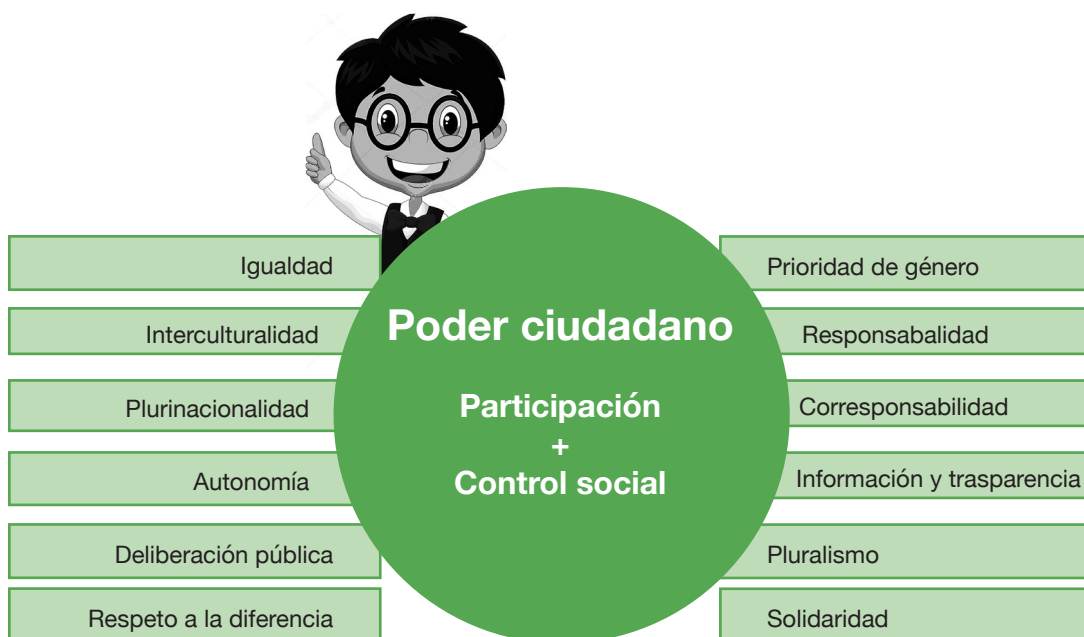 Igualdad
Interculturalidad
Plurinacionalidad
Autonomía
Deliberación pública
Respeto a la diferencia
Poder ciudadano
Participación
+
Control social
Prioridad de género
Responsabalidad
Corresponsabilidad
Información y trasparencia
Pluralismo
Solidaridad